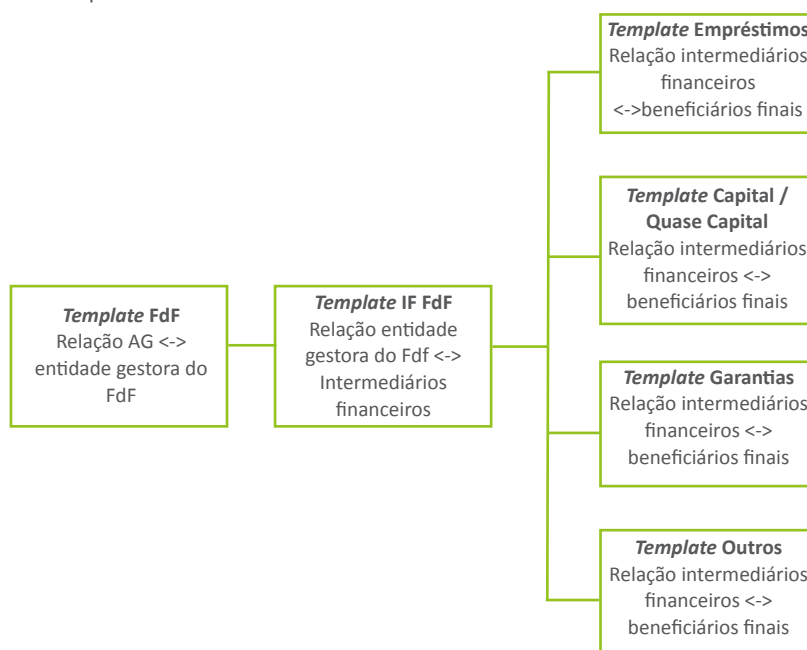 Template FdF
Relação AG <->
entidade gestora do
FdF
Template IF FdF
Relação entidade
gestora do Fdf <->
Intermediários
financeiros
Template Empréstimos
Relação intermediários
financeiros
<->beneficiários finais
Template Capital /
Quase Capital
Relação intermediários
financeiros <->
beneficiários finais
Template Garantias
Relação intermediários
financeiros <->
beneficiários finais
Template Outros
Relação intermediários
financeiros <->
beneficiários finais